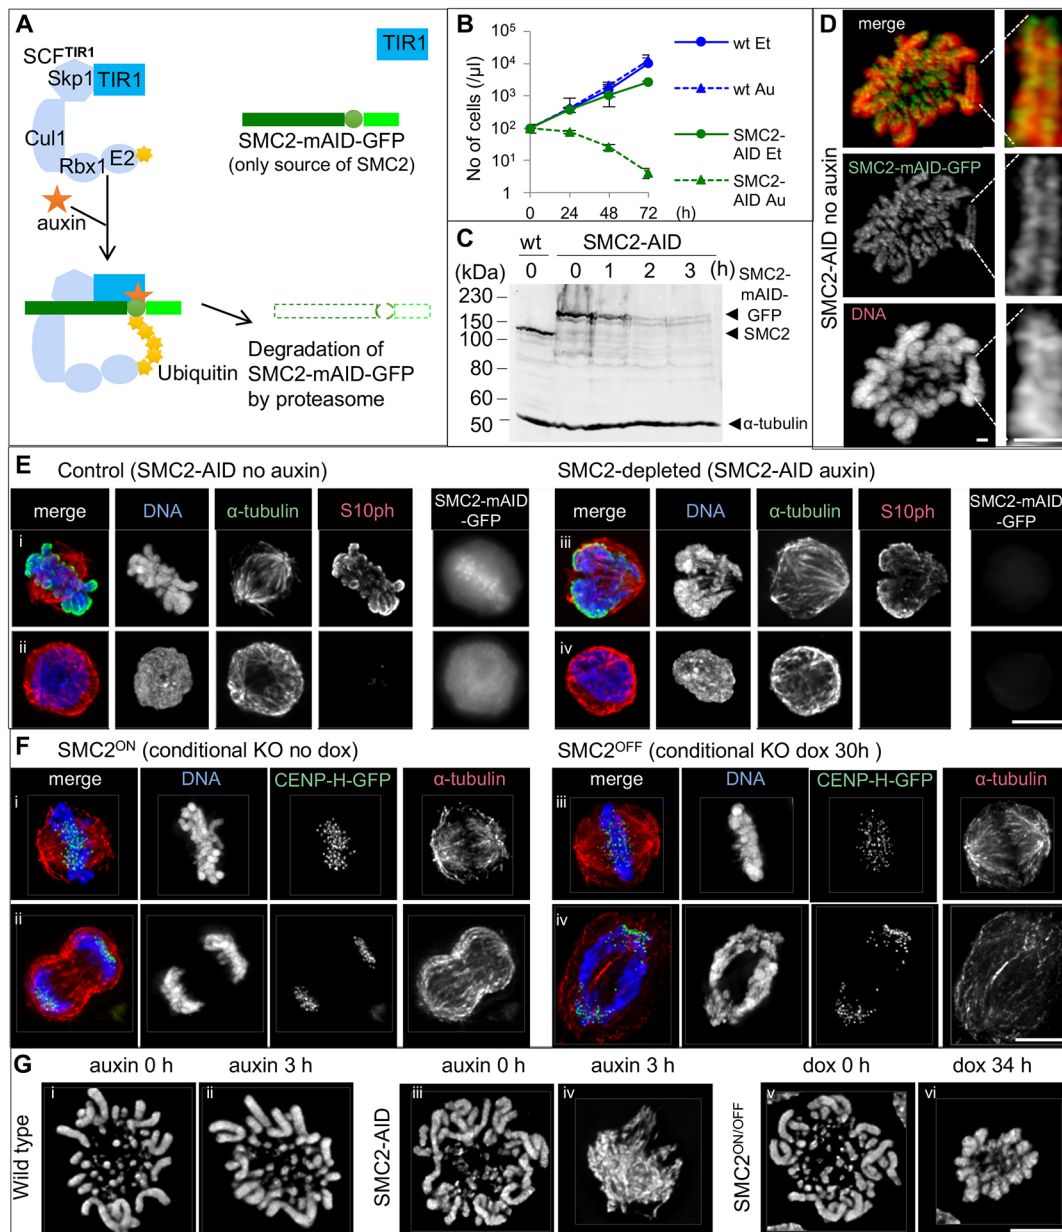 A
SCF^TIR1
Skp1
TIR1
TIR1
Cul1
Rbx1
E2
SMC2-mAID-GFP
(only source of SMC2)
auxin
Ubiquitin
Degradation of
SMC2-mAID-GFP
by proteasome
B
No of cells (/µl)
10^5
10^4
10^3
10^2
10^1
1
0
24
48
72
(h)
wt Et
wt Au
SMC2-
AID Et
SMC2-
AID Au
C
wt
SMC2-AID
(kDa)
0
0
1
2
3
(h)
230
150
100
80
60
50
SMC2-
mAID-
GFP
SMC2
α-tubulin
D
SMC2-AID no auxin
merge
SMC2-mAID-GFP
DNA
E
Control (SMC2-AID no auxin)
SMC2-depleted (SMC2-AID auxin)
merge
DNA
α-tubulin
S10ph
SMC2-mAID
-GFP
merge
DNA
α-tubulin
S10ph
SMC2-mAID
-GFP
i
iii
ii
iv
F
SMC2^ON (conditional KO no dox)
SMC2^OFF (conditional KO dox 30h )
merge
DNA
CENP-H-GFP
α-tubulin
merge
DNA
CENP-H-GFP
α-tubulin
i
iii
ii
iv
G
auxin 0 h
auxin 3 h
auxin 0 h
auxin 3 h
dox 0 h
dox 34 h
Wild type
i
ii
SMC2-AID
iii
iv
SMC2^ON/OFF
v
vi